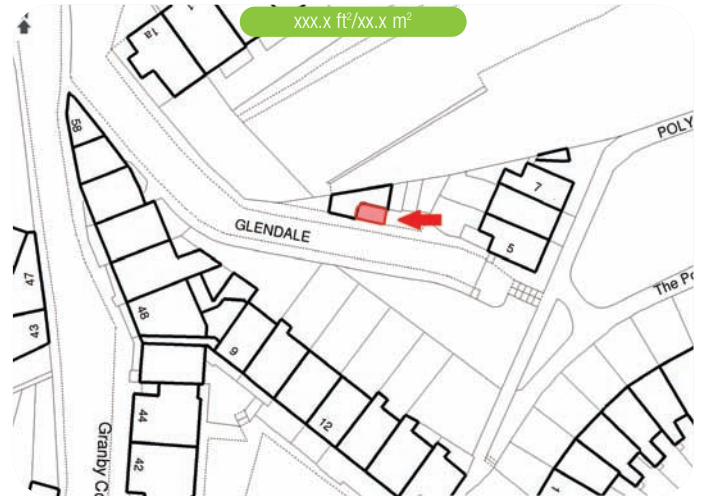 xxx.x ft²/xx.x m²
1a
58
POLY
7
GLENDALE
5
47
The Po
48
43
9
12
44
Granby Co
42
1